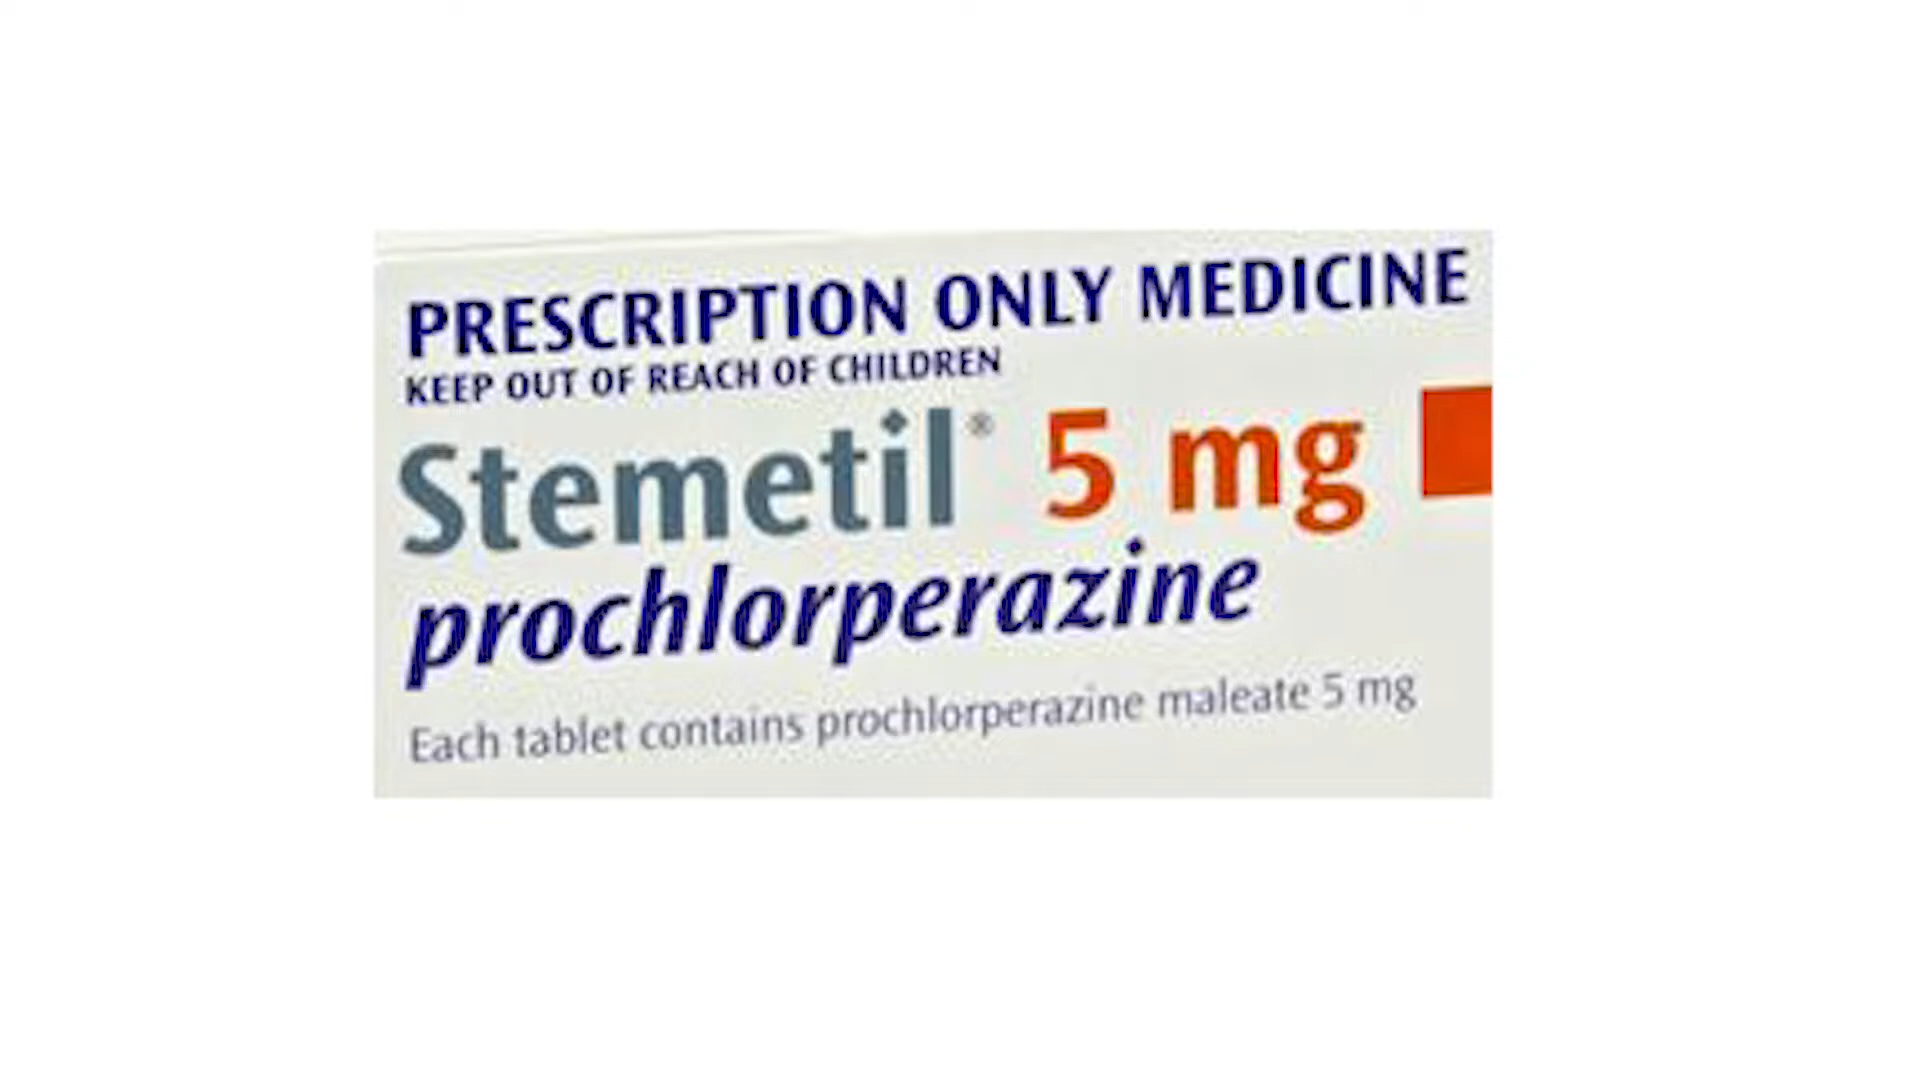 PRESCRIPTION ONLY MEDICINE
KEEP OUT OF REACH OF CHILDREN
Stemetil® 5 mg
prochlorperazine
Each tablet contains prochlorperazine maleate 5 mg